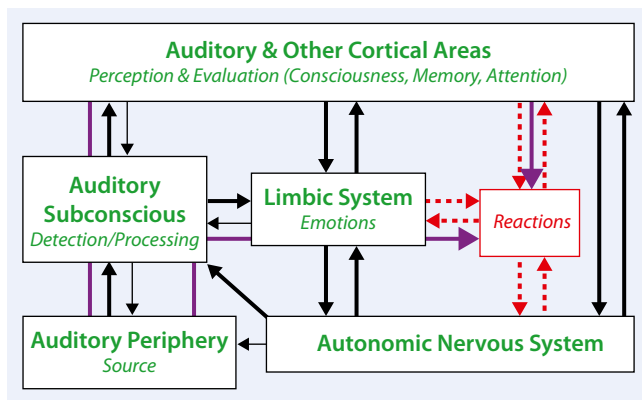 Auditory & Other Cortical Areas
Perception & Evaluation (Consciousness, Memory, Attention)
Auditory
Subconscious
Detection/Processing
Limbic System
Emotions
Reactions
Auditory Periphery
Source
Autonomic Nervous System